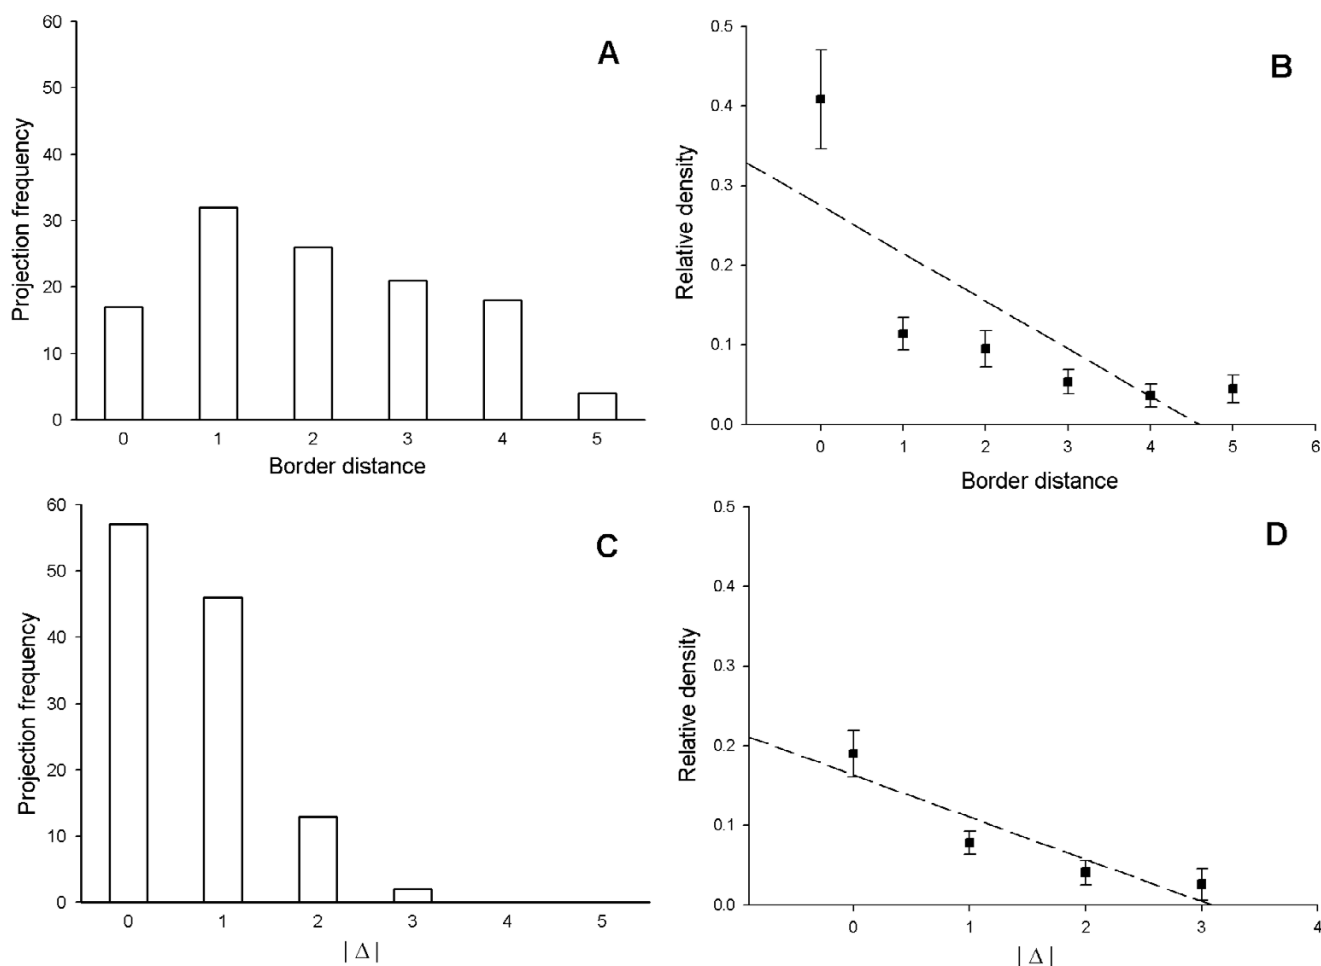 A
Projection frequency
60
50
40
30
20
10
0
0 1 2 3 4 5
Border distance
B
Relative density
0.5
0.4
0.3
0.2
0.1
0.0
0 1 2 3 4 5 6
Border distance
C
Projection frequency
60
50
40
30
20
10
0
0 1 2 3 4 5
| Δ |
D
Relative density
0.5
0.4
0.3
0.2
0.1
0.0
0 1 2 3 4
| Δ |